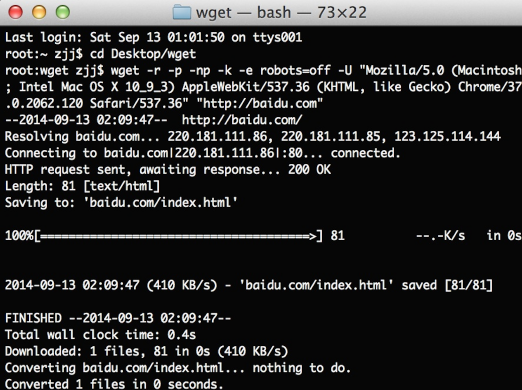 wget — bash — 73×22
Last login: Sat Sep 13 01:01:50 on ttys001
root:~ zjj$ cd Desktop/wget
root:wget zjj$ wget -r -p -np -k -e robots=off -U "Mozilla/5.0 (Macintosh
; Intel Mac OS X 10_9_3) AppleWebKit/537.36 (KHTML, like Gecko) Chrome/37
.0.2062.120 Safari/537.36" "http://baidu.com"
--2014-09-13 02:09:47--  http://baidu.com/
Resolving baidu.com... 220.181.111.86, 220.181.111.85, 123.125.114.144
Connecting to baidu.com|220.181.111.86|:80... connected.
HTTP request sent, awaiting response... 200 OK
Length: 81 [text/html]
Saving to: 'baidu.com/index.html'
100%[===================================>] 81          --.-K/s   in 0s
2014-09-13 02:09:47 (410 KB/s) - 'baidu.com/index.html' saved [81/81]
FINISHED --2014-09-13 02:09:47--
Total wall clock time: 0.4s
Downloaded: 1 files, 81 in 0s (410 KB/s)
Converting baidu.com/index.html... nothing to do.
Converted 1 files in 0 seconds.